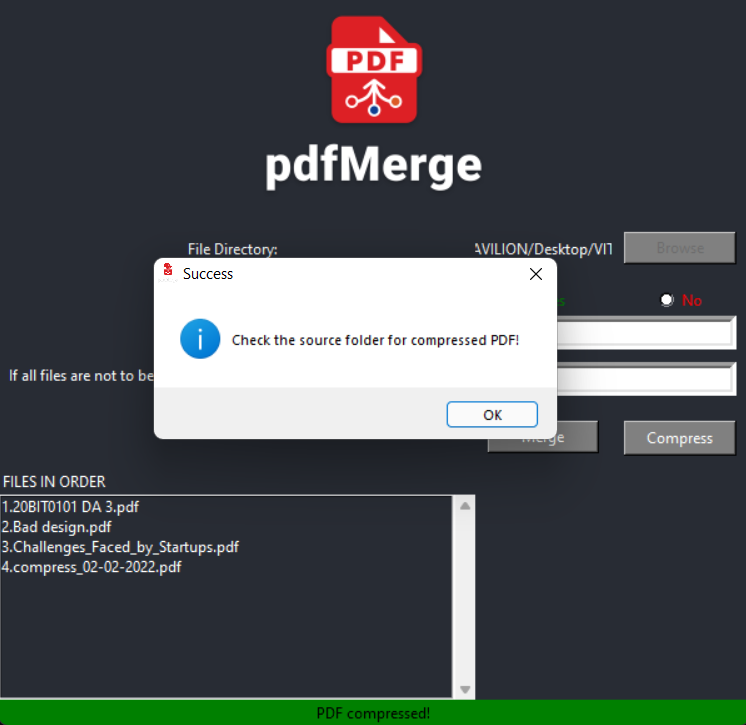 PDF
pdfMerge
File Directory:
AVILION/Desktop/VIT
Browse
Success
No
Check the source folder for compressed PDF!
If all files are not to be
OK
Merge
Compress
FILES IN ORDER
1.20BIT0101 DA 3.pdf
2.Bad design.pdf
3.Challenges_Faced_by_Startups.pdf
4.compress_02-02-2022.pdf
PDF compressed!